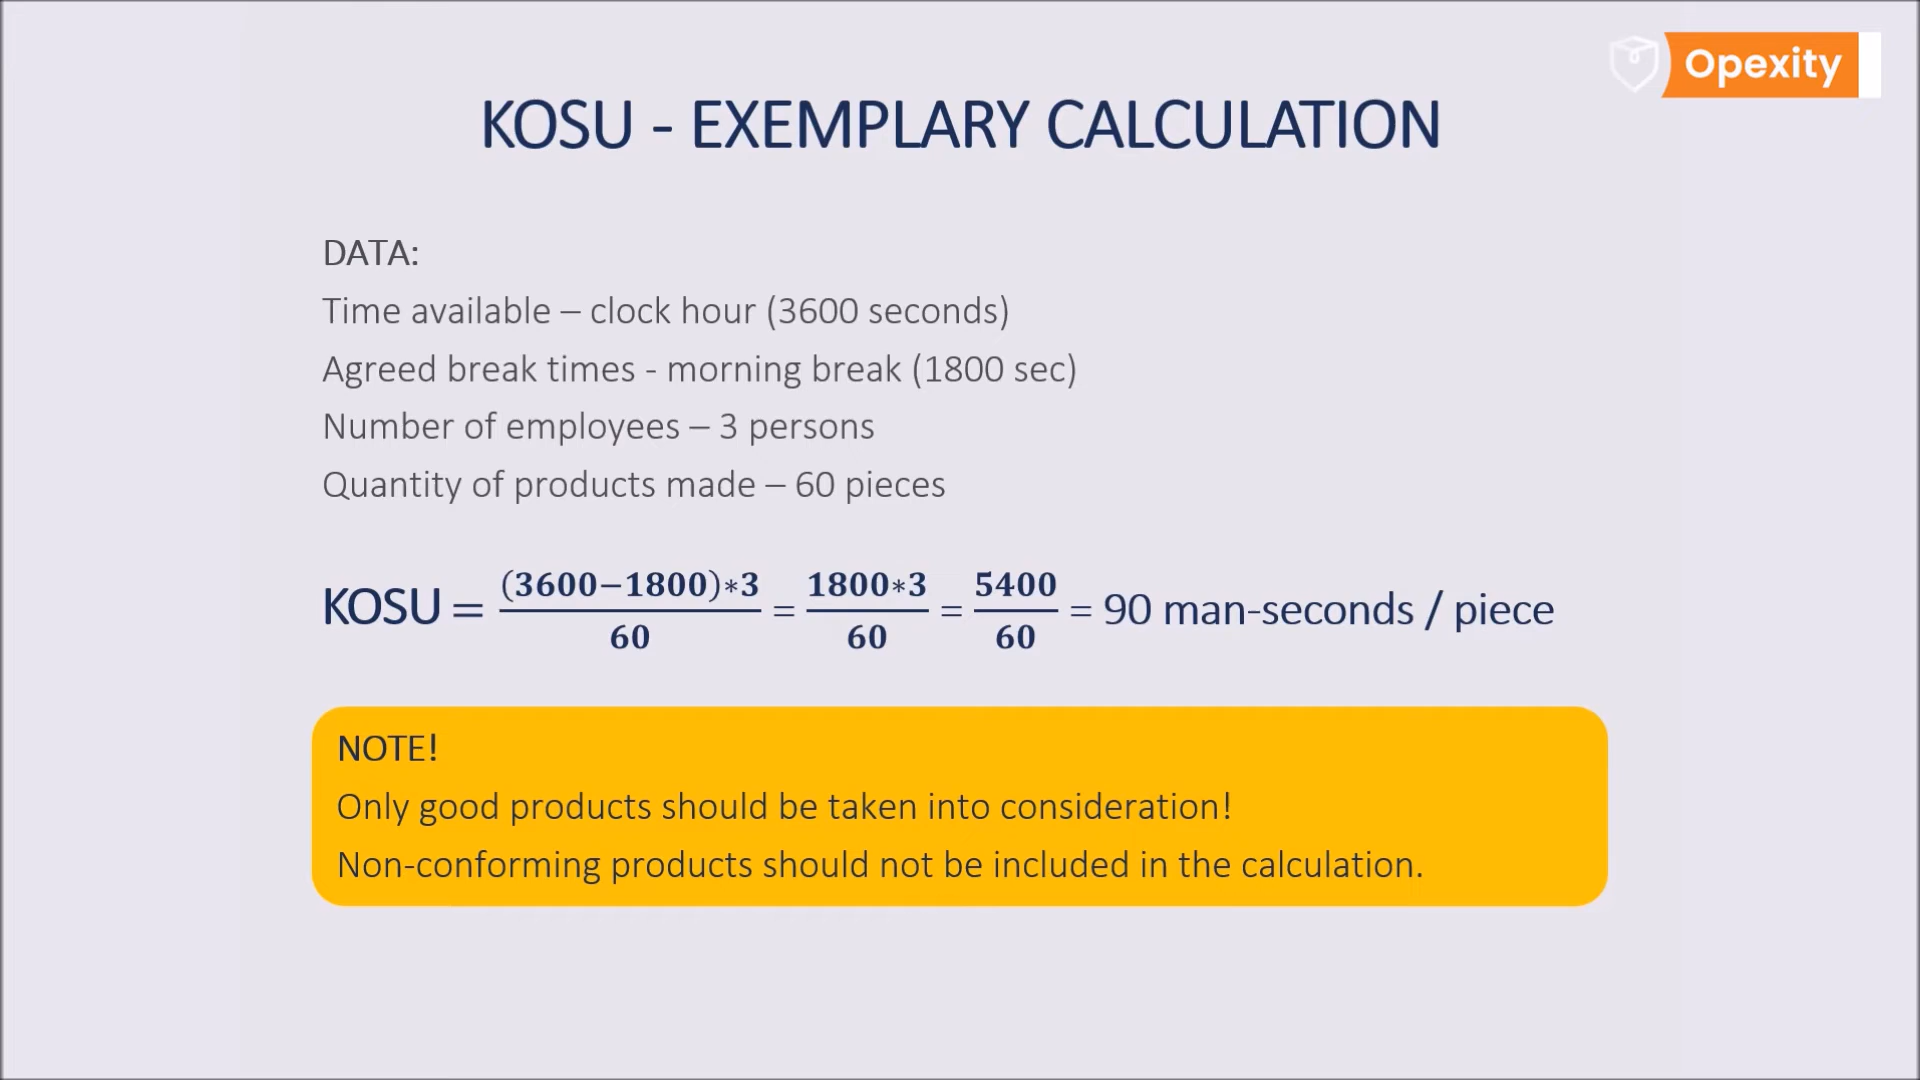 Opexity
KOSU - EXEMPLARY CALCULATION
DATA:
Time available – clock hour (3600 seconds)
Agreed break times - morning break (1800 sec)
Number of employees – 3 persons
Quantity of products made – 60 pieces
KOSU = (3600−1800)∗3 / 60 = 1800∗3 / 60 = 5400 / 60 = 90 man-seconds / piece
NOTE!
Only good products should be taken into consideration!
Non-conforming products should not be included in the calculation.